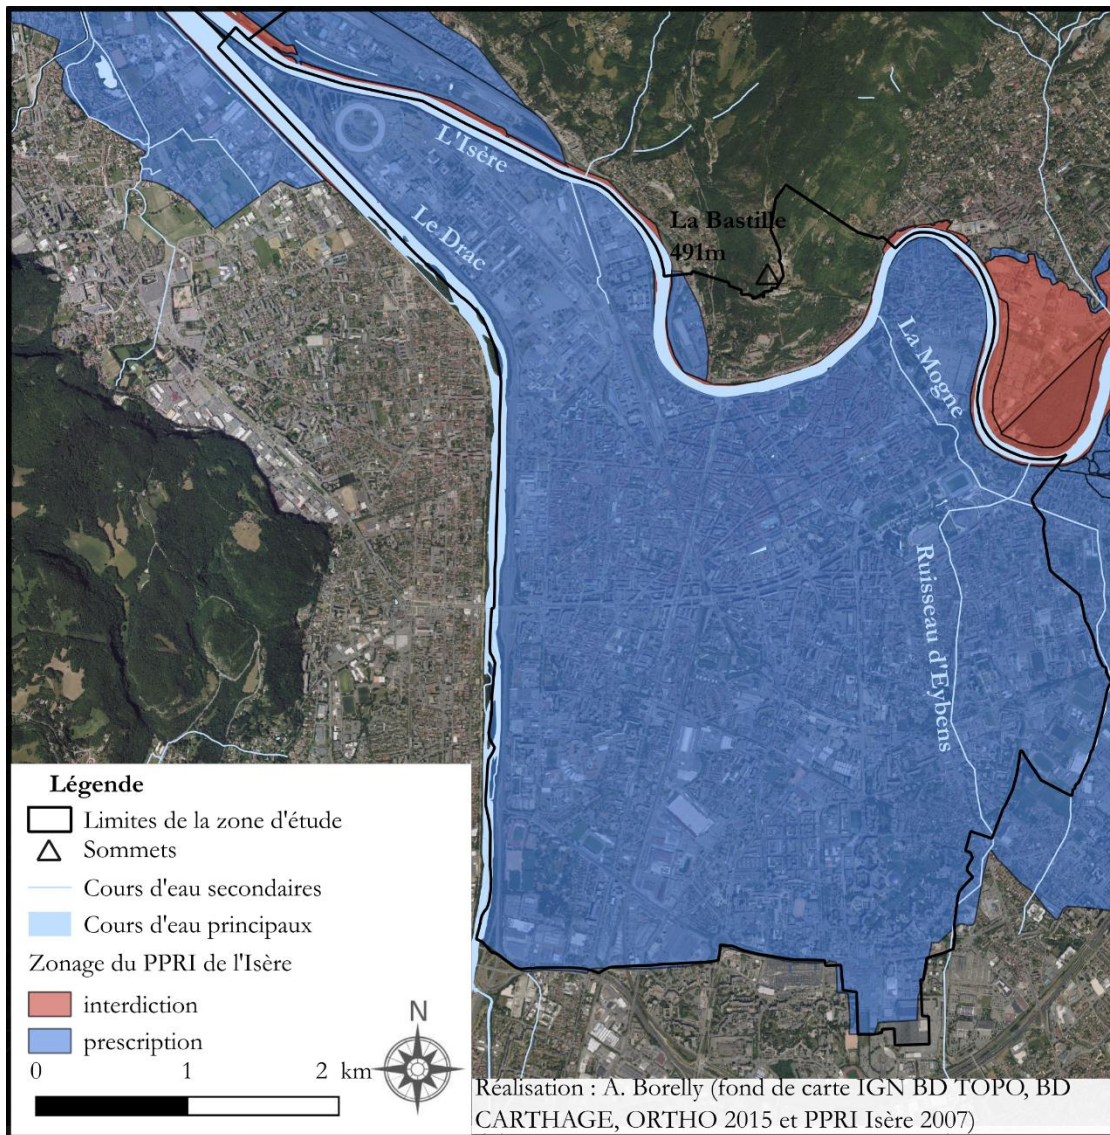 L'Isère
Le Drac
La Bastille
491m
La Mogne
Ruisseau d'Eybens
Légende
Limites de la zone d'étude
Sommets
Cours d'eau secondaires
Cours d'eau principaux
Zonage du PPRI de l'Isère
interdiction
prescription
0 1 2 km
N
Réalisation : A. Borelly (fond de carte IGN BD TOPO, BD
CARTHAGE, ORTHO 2015 et PPRI Isère 2007)